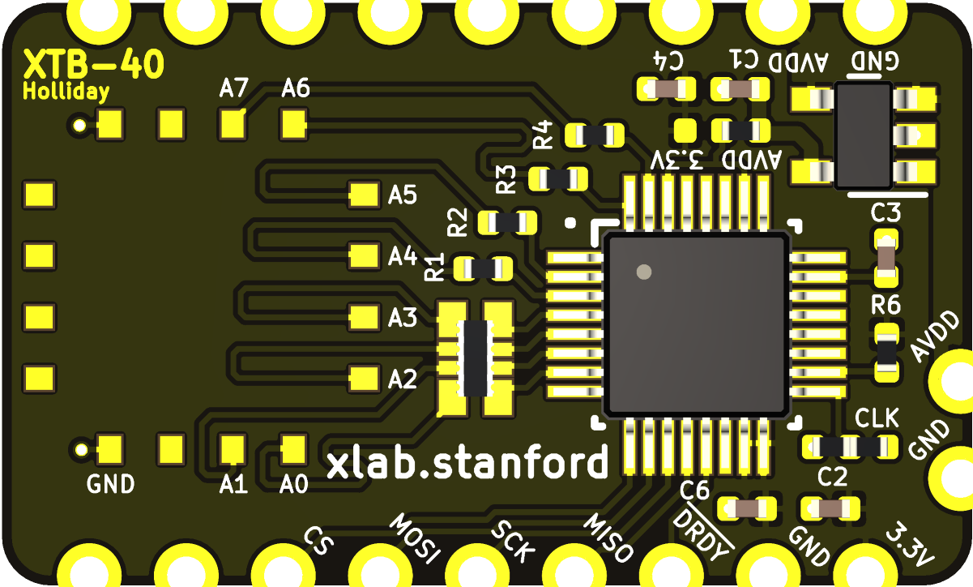 XTB-40
Holliday
A7
A6
C4
C1
AVDD
GND
R4
3.3V
AVDD
R3
A5
R2
C3
A4
R1
A3
R6
AVDD
A2
CLK
GND
xlab.stanford
GND
A1
A0
C6
C2
CS
MOSI
SCK
MISO
DRDY
GND
3.3V